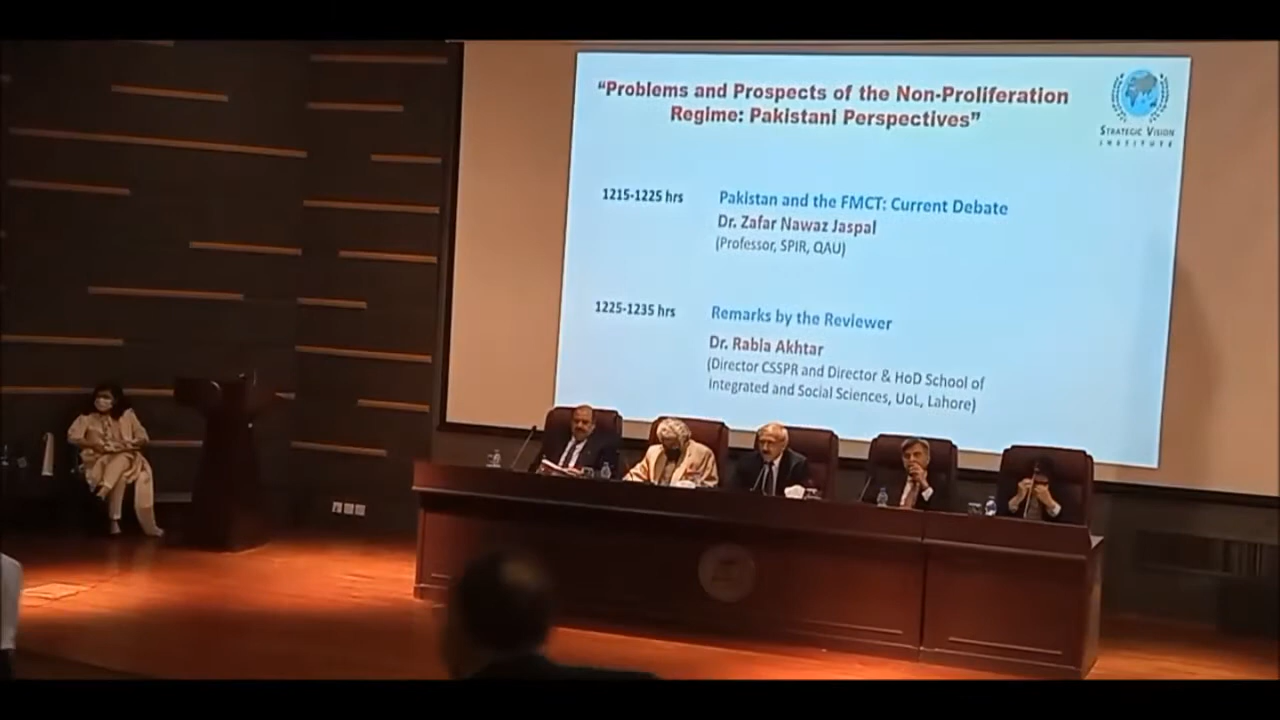 “Problems and Prospects of the Non-Proliferation
Regime: Pakistani Perspectives”
STRATEGIC VISION
INSTITUTE
1215-1225 hrs Pakistan and the FMCT: Current Debate
Dr. Zafar Nawaz Jaspal
(Professor, SPIR, QAU)
1225-1235 hrs Remarks by the Reviewer
Dr. Rabia Akhtar
(Director CSSPR and Director & HoD School of
Integrated and Social Sciences, UoL, Lahore)